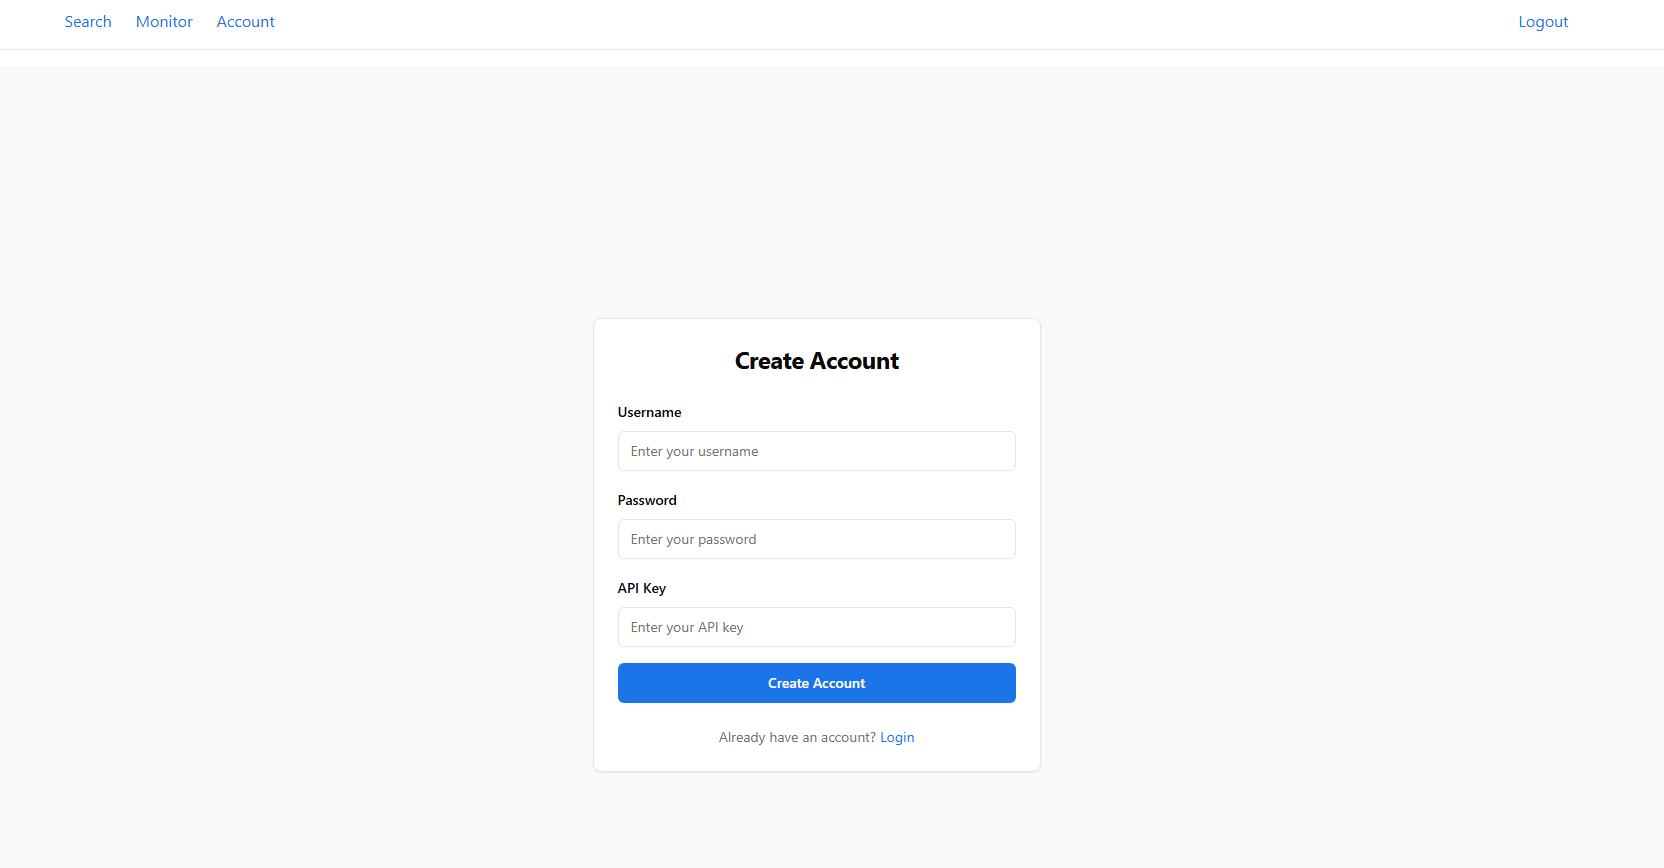 Search Monitor Account Logout
Create Account
Username
Enter your username
Password
Enter your password
API Key
Enter your API key
Create Account
Already have an account? Login